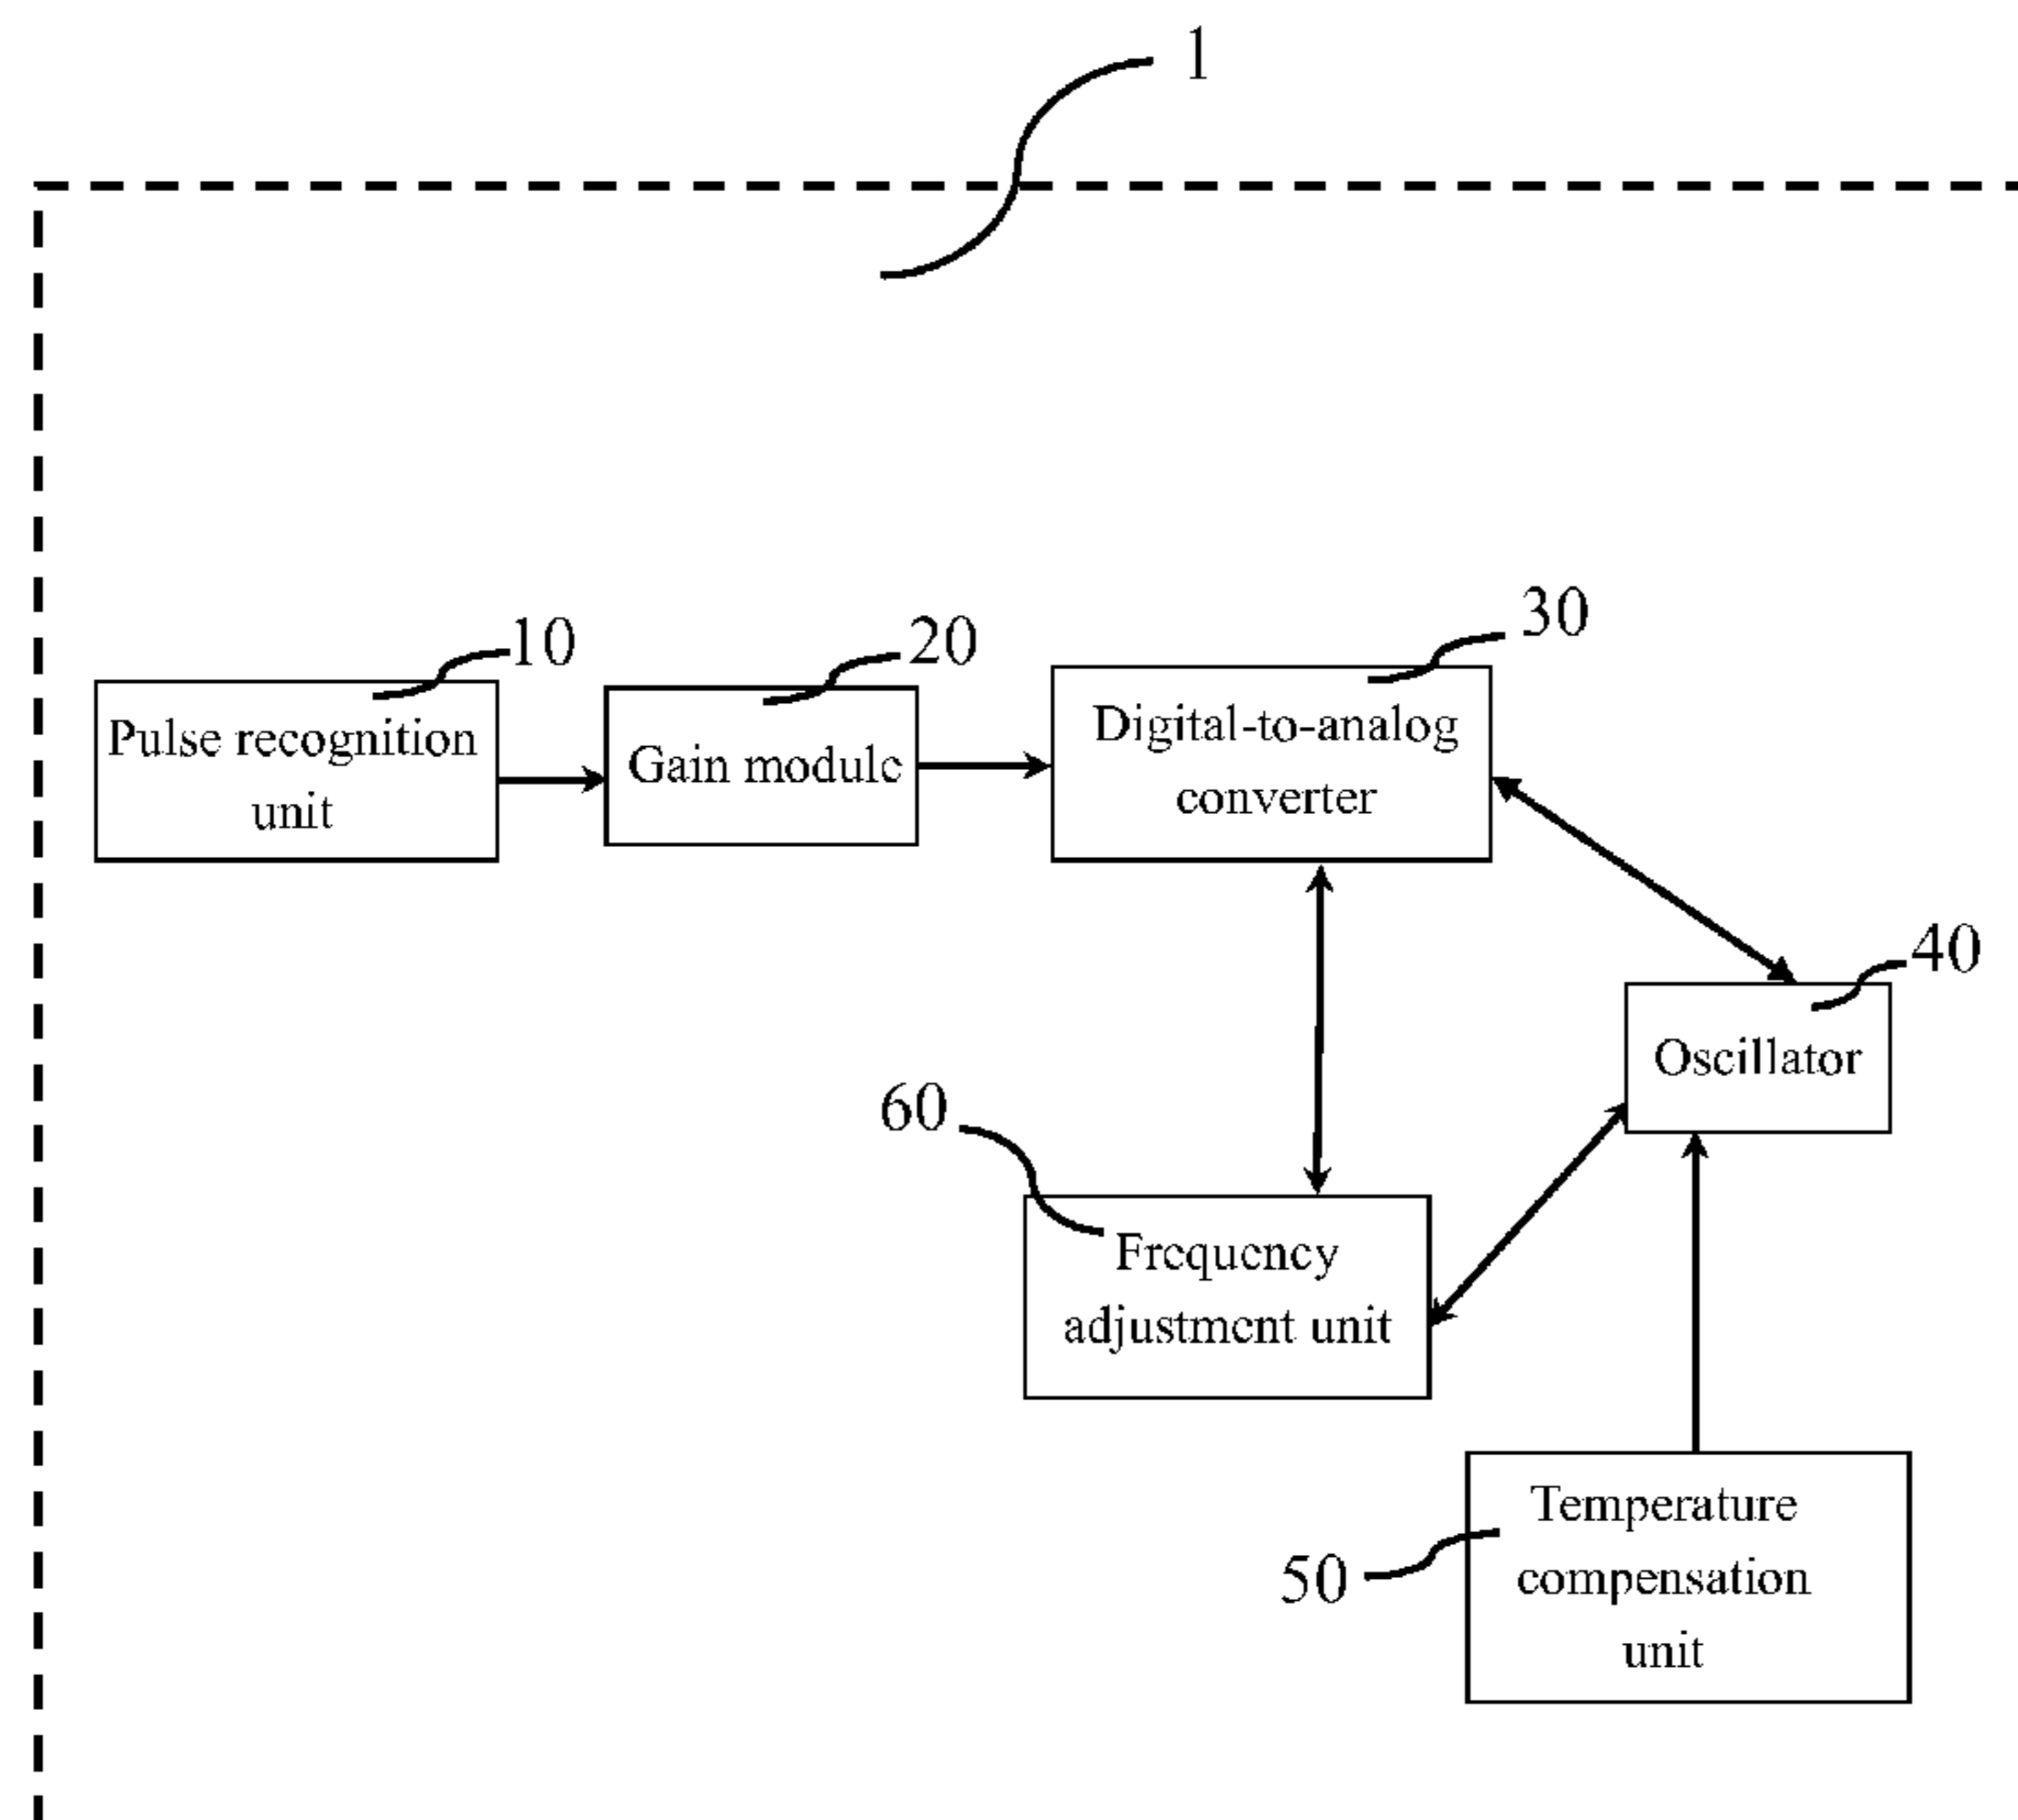 1
10
Pulse recognition
unit
20
Gain module
30
Digital-to-analog
converter
40
Oscillator
60
Frequency
adjustment unit
50
Temperature
compensation
unit